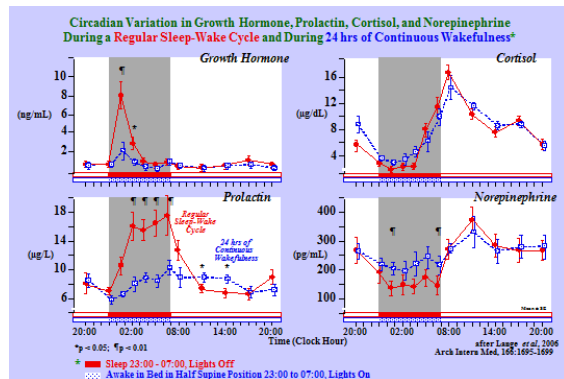 Circadian Variation in Growth Hormone, Prolactin, Cortisol, and Norepinephrine
During a Regular Sleep-Wake Cycle and During 24 hrs of Continuous Wakefulness*
Growth Hormone
Cortisol
(ng/mL)
10
8
6
4
2
¶
*
(µg/dL)
16
12
8
4
Prolactin
Norepinephrine
(µg/L)
18
14
10
6
¶ ¶ ¶ ¶
Regular
Sleep-Wake
Cycle
24 hrs of
Continuous
Wakefulness
* *
(pg/mL)
400
300
200
100
¶ ¶
20:00 02:00 08:00 14:00 20:00
20:00 02:00 08:00 14:00 20:00
Time (Clock Hour)
*p < 0.05; ¶p < 0.01
after Lange et al, 2006
Arch Intern Med, 166:1695-1699
* Sleep 23:00 - 07:00, Lights Off
Awake in Bed in Half Supine Position 23:00 to 07:00, Lights On